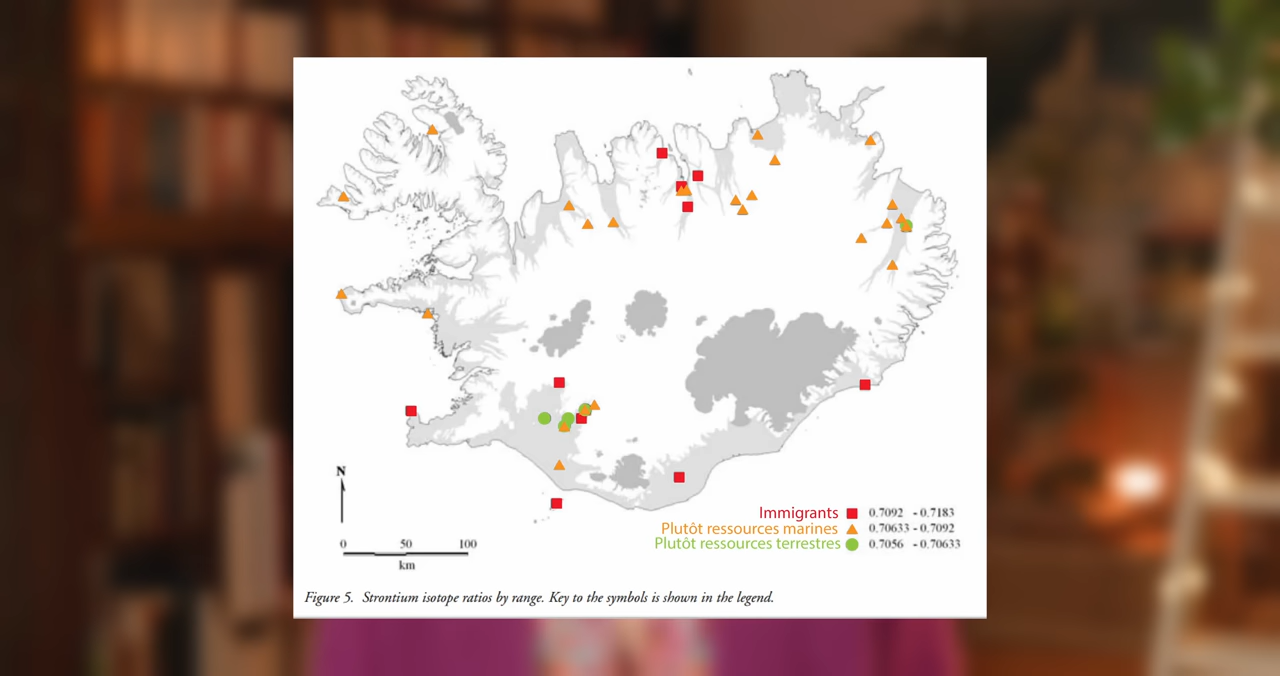 N
0 50 100
km
Immigrants 0.7092 - 0.7183
Plutôt ressources marines 0.70633 - 0.7092
Plutôt ressources terrestres 0.7056 - 0.70633
Figure 5. Strontium isotope ratios by range. Key to the symbols is shown in the legend.